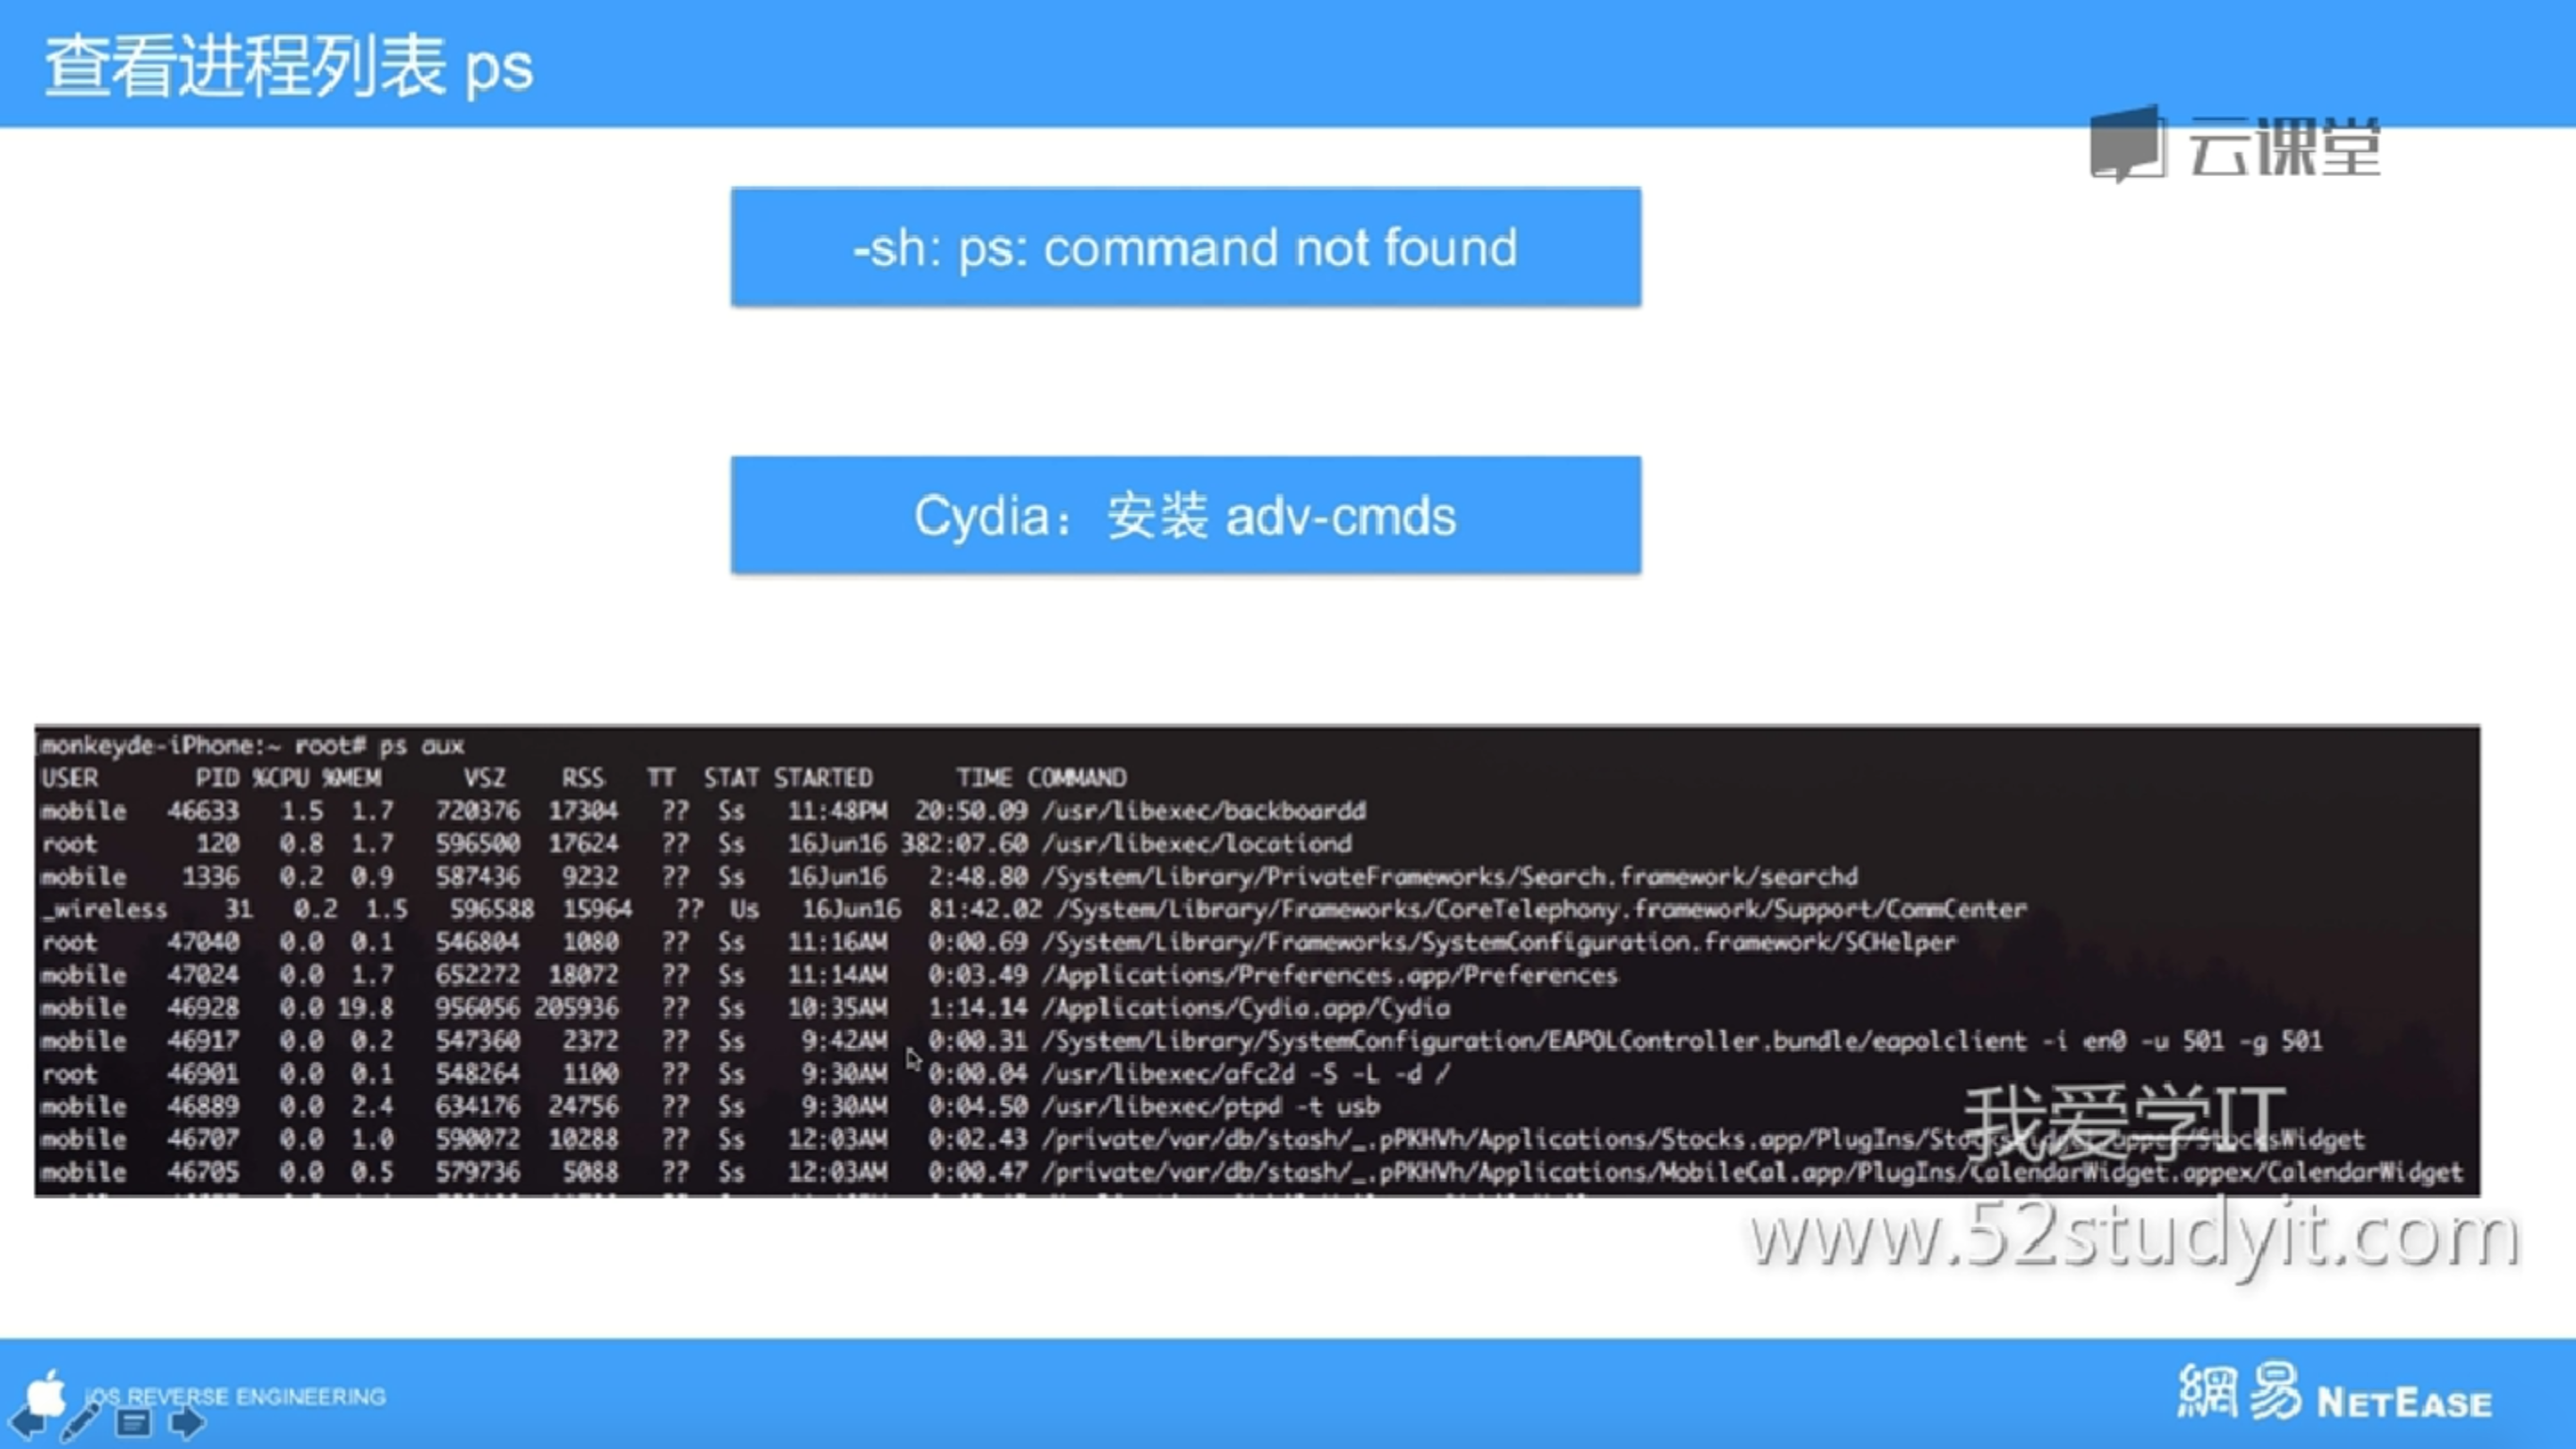 查看进程列表 ps
云课堂
-sh: ps: command not found
Cydia：安装 adv-cmds
monkeyde-iPhone:~ root# ps aux
USER PID %CPU %MEM VSZ RSS TT STAT STARTED TIME COMMAND
mobile 46633 1.5 1.7 720376 17304 ?? Ss 11:48PM 20:50.09 /usr/libexec/backboardd
root 120 0.8 1.7 596500 17624 ?? Ss 16Jun16 382:07.60 /usr/libexec/locationd
mobile 1336 0.2 0.9 587436 9232 ?? Ss 16Jun16 2:48.80 /System/Library/PrivateFrameworks/Search.framework/searchd
_wireless 31 0.2 1.5 596588 15964 ?? Us 16Jun16 81:42.02 /System/Library/Frameworks/CoreTelephony.framework/Support/CommCenter
root 47040 0.0 0.1 546804 1080 ?? Ss 11:16AM 0:00.69 /System/Library/Frameworks/SystemConfiguration.framework/SCHelper
mobile 47024 0.0 1.7 652272 18072 ?? Ss 11:14AM 0:03.49 /Applications/Preferences.app/Preferences
mobile 46928 0.0 19.8 956056 205936 ?? Ss 10:35AM 1:14.14 /Applications/Cydia.app/Cydia
mobile 46917 0.0 0.2 547360 2372 ?? Ss 9:42AM 0:00.31 /System/Library/SystemConfiguration/EAPOLController.bundle/eapolclient -i en0 -u 501 -g 501
root 46901 0.0 0.1 548264 1100 ?? Ss 9:30AM 0:00.04 /usr/libexec/afc2d -S -L -d /
mobile 46889 0.0 2.4 634176 24756 ?? Ss 9:30AM 0:04.50 /usr/libexec/ptpd -t usb
mobile 46707 0.0 1.0 590072 10288 ?? Ss 12:03AM 0:02.43 /private/var/db/stash/_.pPKHVh/Applications/Stocks.app/PlugIns/StocksWidget.appex/StocksWidget
mobile 46705 0.0 0.5 579736 5088 ?? Ss 12:03AM 0:00.47 /private/var/db/stash/_.pPKHVh/Applications/MobileCal.app/PlugIns/CalendarWidget.appex/CalendarWidget
我爱学IT
www.52studyit.com
iOS REVERSE ENGINEERING
網易 NETEASE